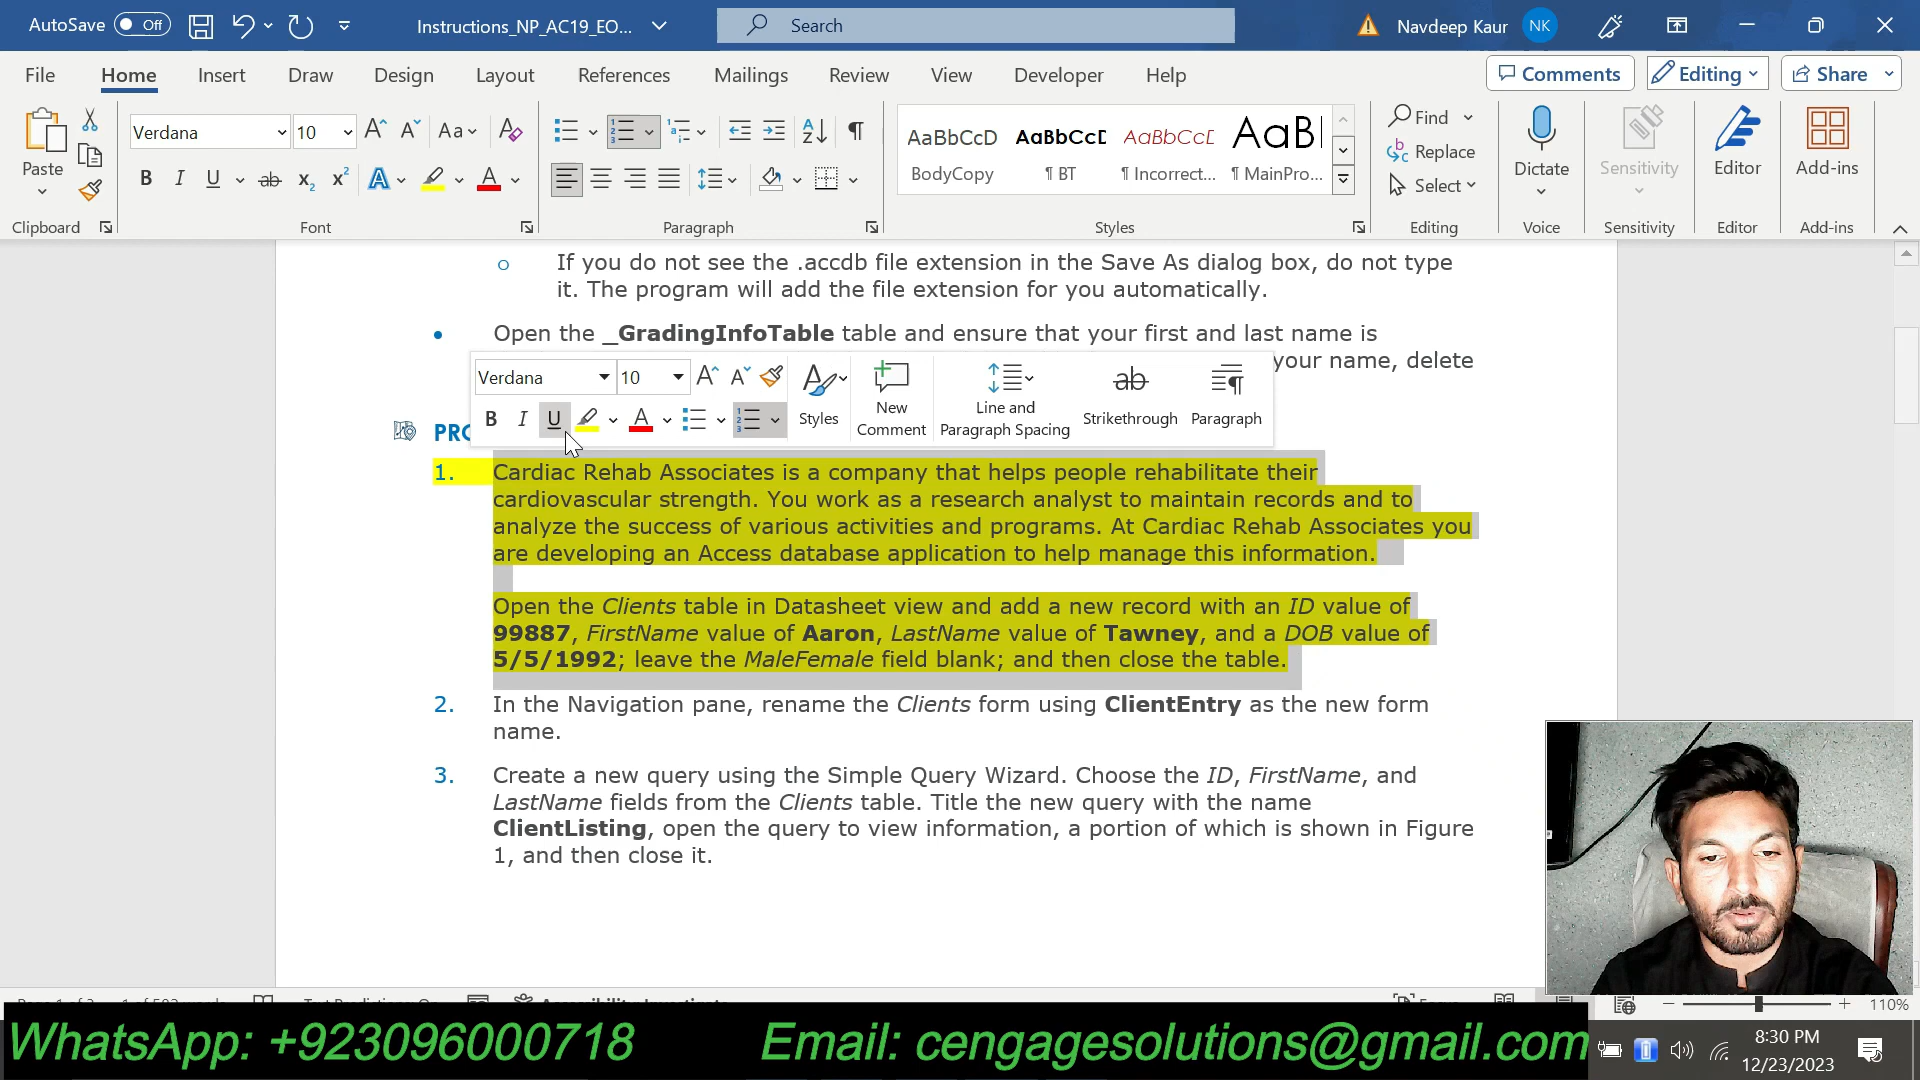 AutoSave Off Instructions_NP_AC19_EO... Search Navdeep Kaur NK
File Home Insert Draw Design Layout References Mailings Review View Developer Help Comments Editing Share
Paste
Clipboard
Verdana 10
Font
Paragraph
AaBbCcD AaBbCcD AaBbCcD AaB
BodyCopy ¶ BT ¶ Incorrect... ¶ MainPro...
Styles
Find
Replace
Select
Editing
Dictate
Voice
Sensitivity
Sensitivity
Editor
Editor
Add-ins
Add-ins
o If you do not see the .accdb file extension in the Save As dialog box, do not type
it. The program will add the file extension for you automatically.
• Open the _GradingInfoTable table and ensure that your first and last name is
your name, delete
Verdana 10
Styles
New
Comment
Line and
Paragraph Spacing
Strikethrough
Paragraph
1. Cardiac Rehab Associates is a company that helps people rehabilitate their
cardiovascular strength. You work as a research analyst to maintain records and to
analyze the success of various activities and programs. At Cardiac Rehab Associates you
are developing an Access database application to help manage this information.
Open the Clients table in Datasheet view and add a new record with an ID value of
99887, FirstName value of Aaron, LastName value of Tawney, and a DOB value of
5/5/1992; leave the MaleFemale field blank; and then close the table.
2. In the Navigation pane, rename the Clients form using ClientEntry as the new form
name.
3. Create a new query using the Simple Query Wizard. Choose the ID, FirstName, and
LastName fields from the Clients table. Title the new query with the name
ClientListing, open the query to view information, a portion of which is shown in Figure
1, and then close it.
110%
WhatsApp: +923096000718 Email: cengagesolutions@gmail.com
8:30 PM
12/23/2023